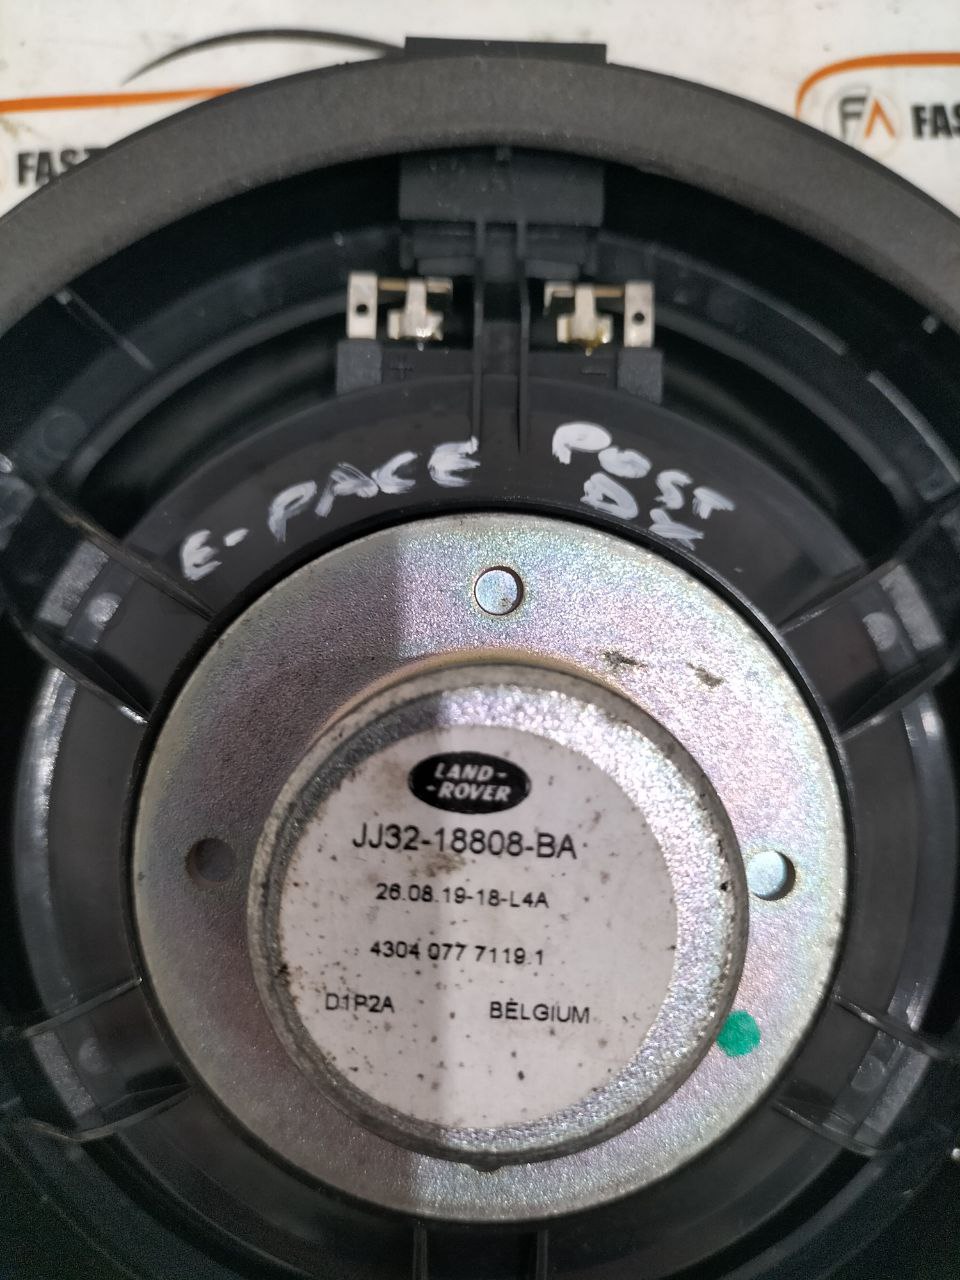 FAST
FA FAS
+ -
E-PACE POST
DX
LAND-
-ROVER
JJ32-18808-BA
26.08.19-18-L4A
4304 077 7119.1
D1P2A BELGIUM